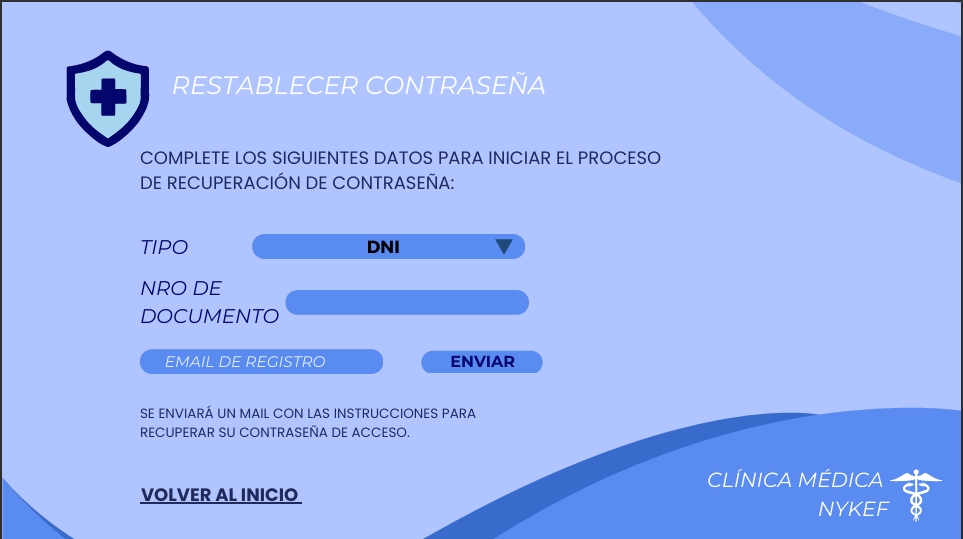 RESTABLECER CONTRASEÑA
COMPLETE LOS SIGUIENTES DATOS PARA INICIAR EL PROCESO
DE RECUPERACIÓN DE CONTRASEÑA:
TIPO
DNI
NRO DE
DOCUMENTO
EMAIL DE REGISTRO
ENVIAR
SE ENVIARÁ UN MAIL CON LAS INSTRUCCIONES PARA
RECUPERAR SU CONTRASEÑA DE ACCESO.
VOLVER AL INICIO
CLÍNICA MÉDICA
NYKEF